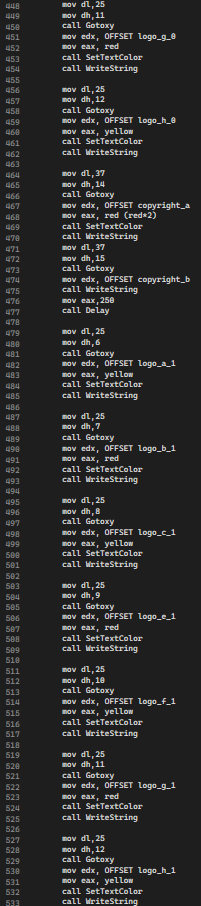 448 mov dl,25
449 mov dh,11
450 call Gotoxy
451 mov edx, OFFSET logo_g_0
452 mov eax, red
453 call SetTextColor
454 call WriteString
455
456 mov dl,25
457 mov dh,12
458 call Gotoxy
459 mov edx, OFFSET logo_h_0
460 mov eax, yellow
461 call SetTextColor
462 call WriteString
463
464 mov dl,37
465 mov dh,14
466 call Gotoxy
467 mov edx, OFFSET copyright_a
468 mov eax, red (red*2)
469 call SetTextColor
470 call WriteString
471 mov dl,37
472 mov dh,15
473 call Gotoxy
474 mov edx, OFFSET copyright_b
475 call WriteString
476 mov eax,250
477 call Delay
478
479 mov dl,25
480 mov dh,6
481 call Gotoxy
482 mov edx, OFFSET logo_a_1
483 mov eax, yellow
484 call SetTextColor
485 call WriteString
486
487 mov dl,25
488 mov dh,7
489 call Gotoxy
490 mov edx, OFFSET logo_b_1
491 mov eax, red
492 call SetTextColor
493 call WriteString
494
495 mov dl,25
496 mov dh,8
497 call Gotoxy
498 mov edx, OFFSET logo_c_1
499 mov eax, yellow
500 call SetTextColor
501 call WriteString
502
503 mov dl,25
504 mov dh,9
505 call Gotoxy
506 mov edx, OFFSET logo_e_1
507 mov eax, red
508 call SetTextColor
509 call WriteString
510
511 mov dl,25
512 mov dh,10
513 call Gotoxy
514 mov edx, OFFSET logo_f_1
515 mov eax, yellow
516 call SetTextColor
517 call WriteString
518
519 mov dl,25
520 mov dh,11
521 call Gotoxy
522 mov edx, OFFSET logo_g_1
523 mov eax, red
524 call SetTextColor
525 call WriteString
526
527 mov dl,25
528 mov dh,12
529 call Gotoxy
530 mov edx, OFFSET logo_h_1
531 mov eax, yellow
532 call SetTextColor
533 call WriteString